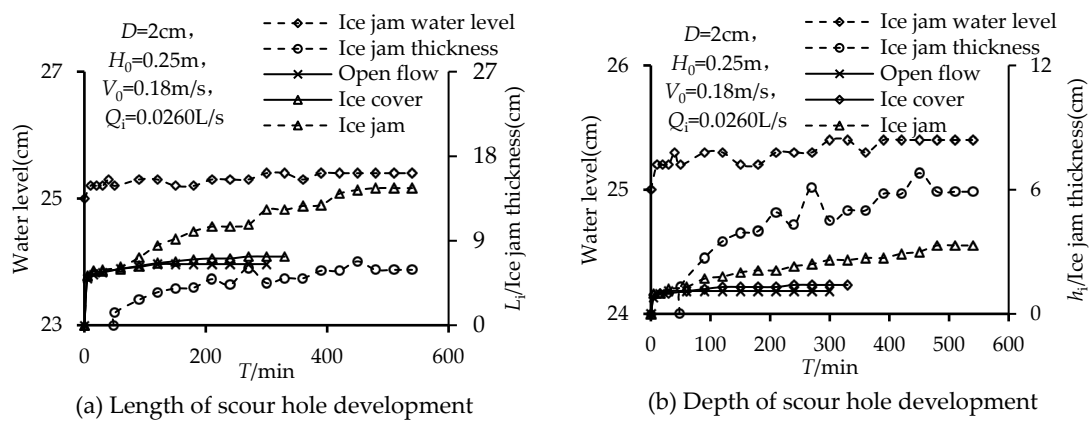 D=2cm，
H0=0.25m，
V0=0.18m/s，
Qi=0.0260L/s
Ice jam water level
Ice jam thickness
Open flow
Ice cover
Ice jam
27
25
23
Water level(cm)
27
18
9
0
Li/Ice jam thickness(cm)
0
200
400
600
T/min
(a) Length of scour hole development
D=2cm，
H0=0.25m，
V0=0.18m/s，
Qi=0.0260L/s
Ice jam water level
Ice jam thickness
Open flow
Ice cover
Ice jam
26
25
24
Water level(cm)
12
6
0
hi/Ice jam thickness(cm)
0
100
200
300
400
500
600
T/min
(b) Depth of scour hole development